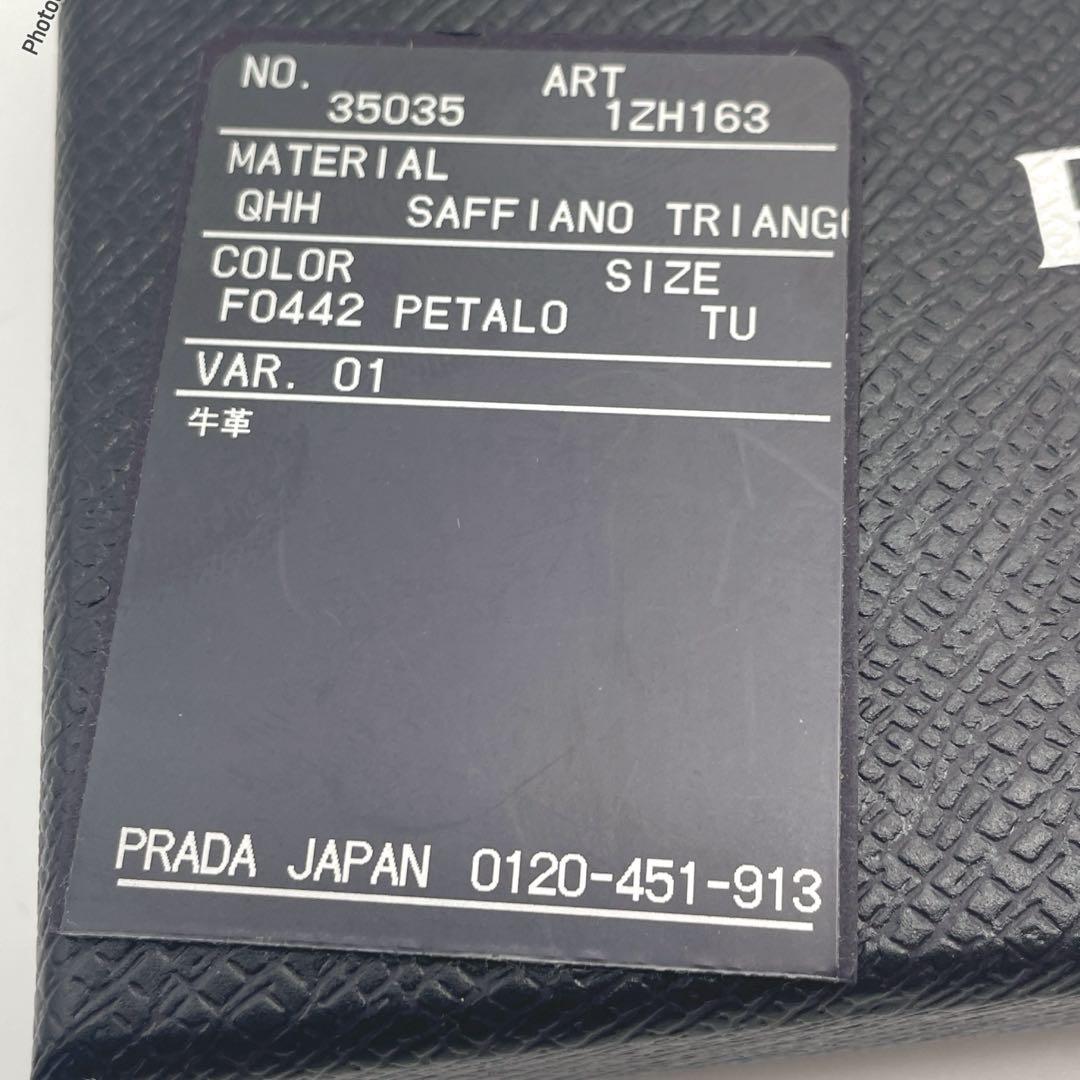 NO. ART
35035 1ZH163
MATERIAL
QHH SAFFIANO TRIANG
COLOR SIZE
F0442 PETALO TU
VAR. 01
牛革
PRADA JAPAN 0120-451-913